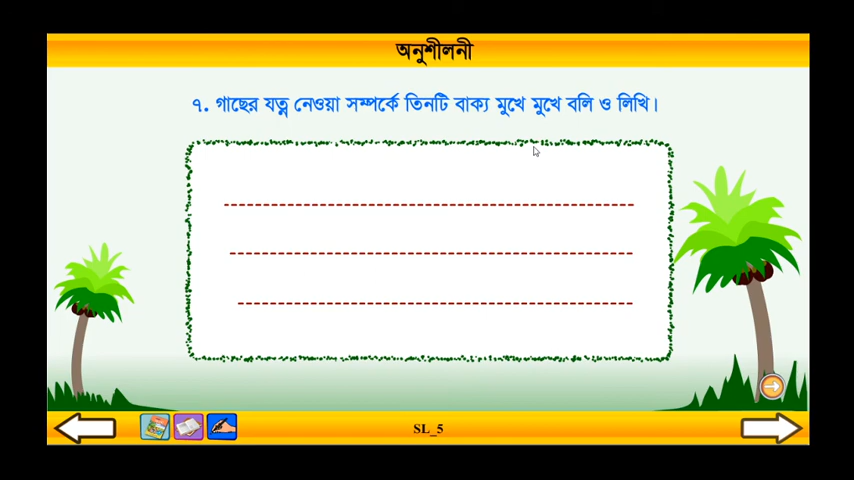 অনুশীলনী
৭. গাছের যত্ন নেওয়া সম্পর্কে তিনটি বাক্য মুখে মুখে বলি ও লিখি।
SL_5